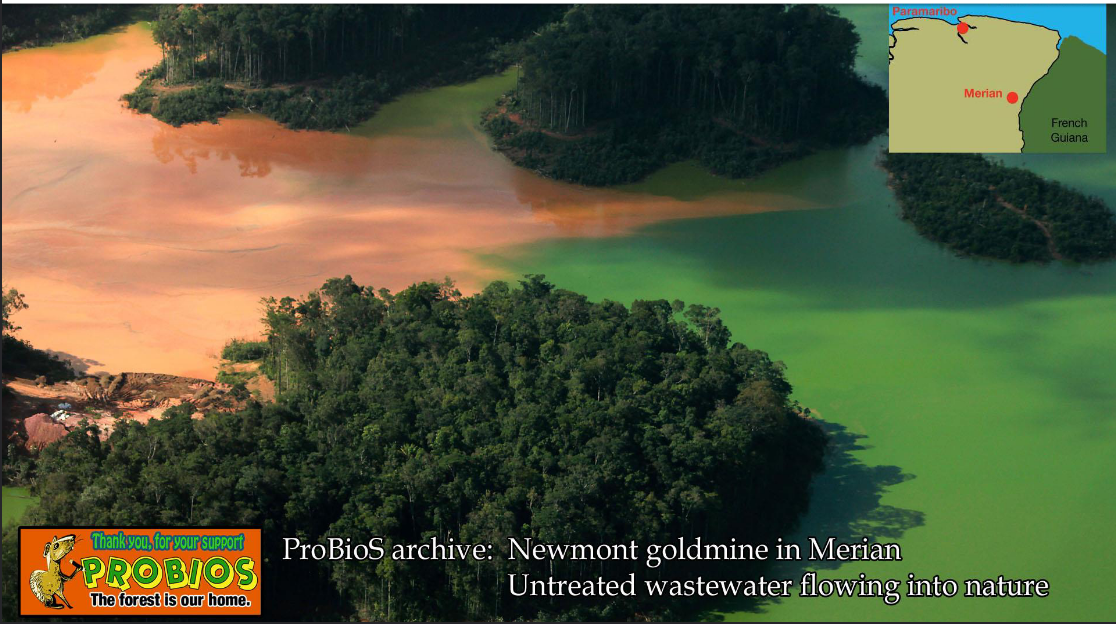 Paramaribo
Merian
French
Guiana
Thank you, for your support
PROBIOS
The forest is our home.
ProBioS archive: Newmont goldmine in Merian
Untreated wastewater flowing into nature